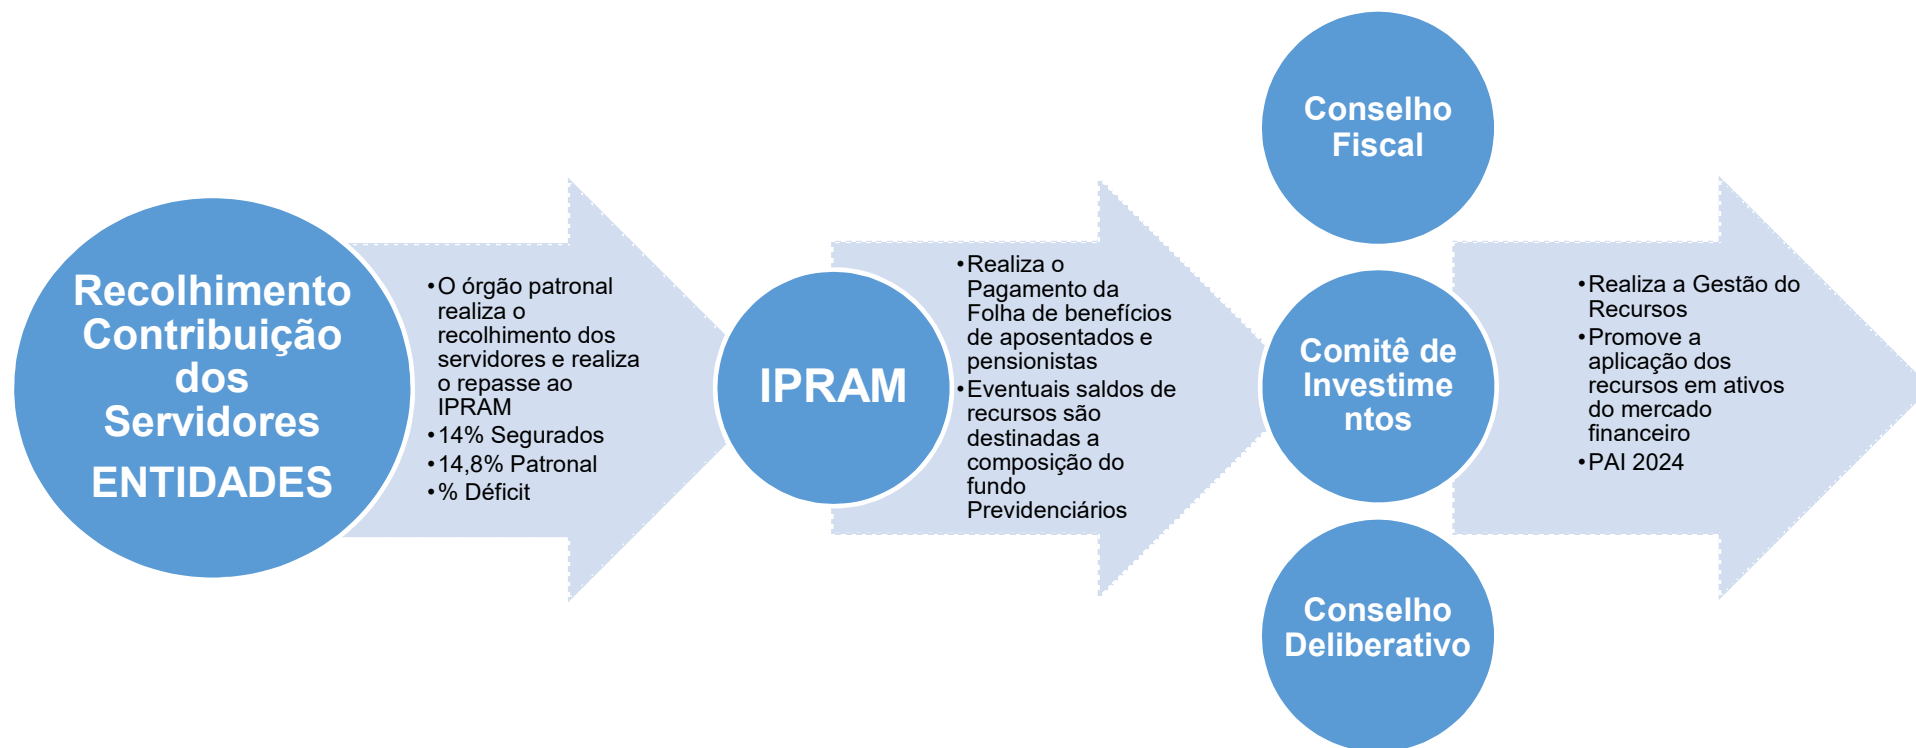 Recolhimento
Contribuição
dos
Servidores
ENTIDADES
•O órgão patronal
realiza o
recolhimento dos
servidores e realiza
o repasse ao
IPRAM
•14% Segurados
•14,8% Patronal
•% Déficit
IPRAM
•Realiza o
Pagamento da
Folha de benefícios
de aposentados e
pensionistas
•Eventuais saldos de
recursos são
destinadas a
composição do
fundo
Previdenciários
Conselho
Fiscal
Comitê de
Investime
ntos
Conselho
Deliberativo
•Realiza a Gestão do
Recursos
•Promove a
aplicação dos
recursos em ativos
do mercado
financeiro
•PAI 2024